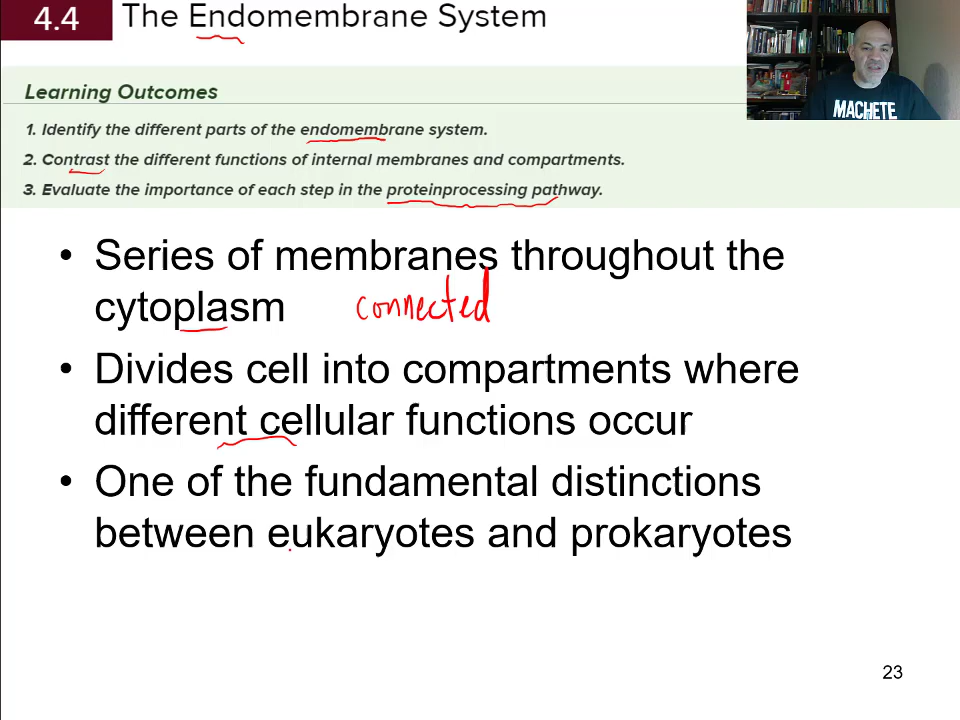 4.4 The Endomembrane System
MACHETE
Learning Outcomes
1. Identify the different parts of the endomembrane system.
2. Contrast the different functions of internal membranes and compartments.
3. Evaluate the importance of each step in the proteinprocessing pathway.
• Series of membranes throughout the
cytoplasm connected
• Divides cell into compartments where
different cellular functions occur
• One of the fundamental distinctions
between eukaryotes and prokaryotes
23